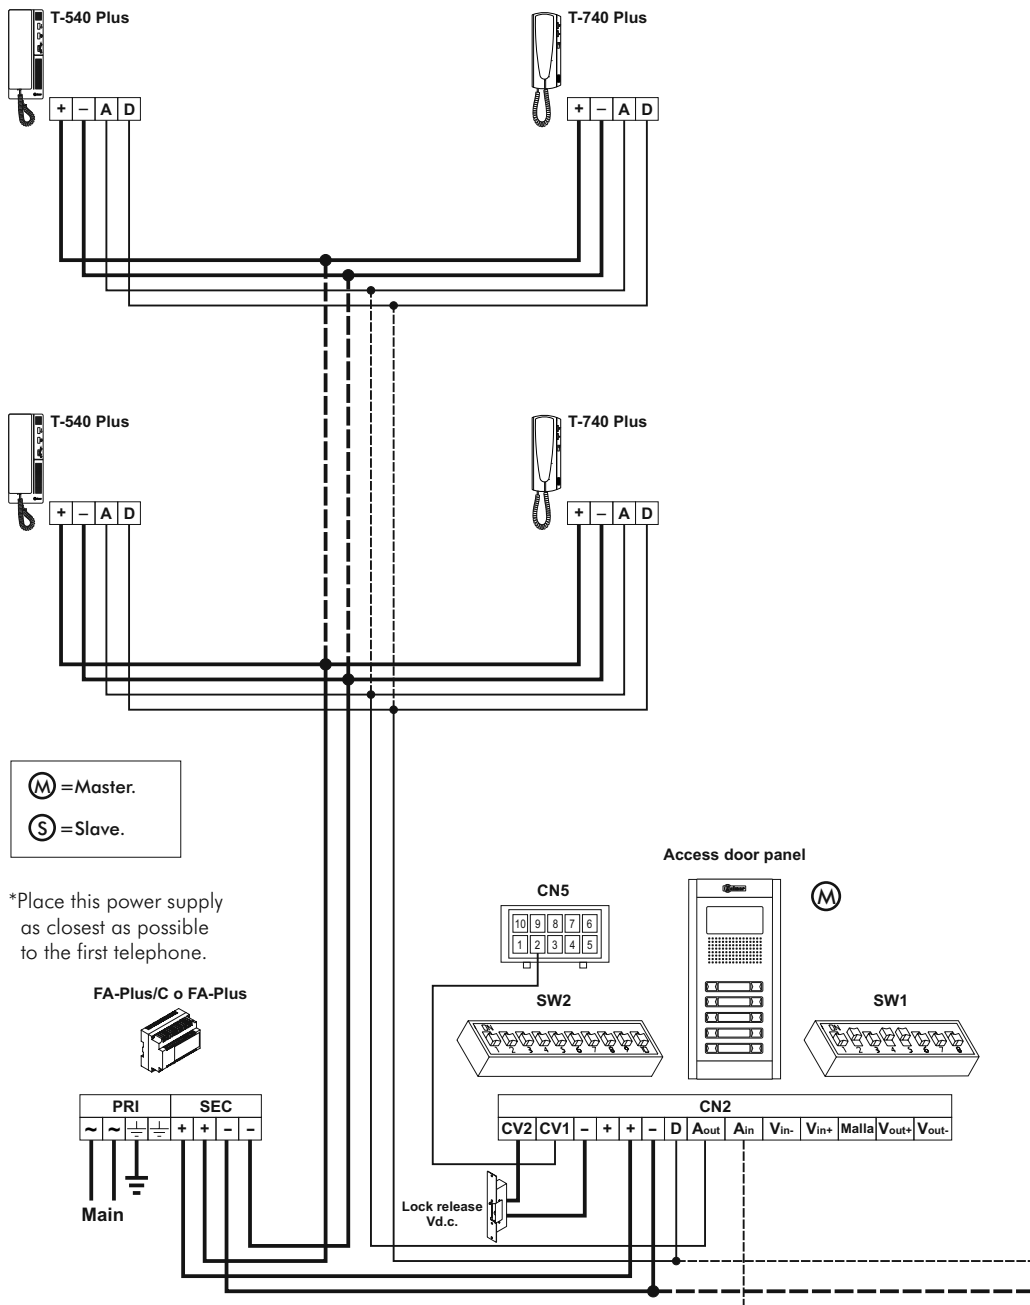 T-540 Plus
T-740 Plus
+ – A D
+ – A D
T-540 Plus
T-740 Plus
+ – A D
+ – A D
M =Master.
S =Slave.
*Place this power supply
as closest as possible
to the first telephone.
FA-Plus/C o FA-Plus
Access door panel
M
CN5
10 9 8 7 6
1 2 3 4 5
SW2
SW1
ON
ON
PRI SEC
~ ~ + + – –
CN2
CV2 CV1 – + + – D Aout Ain Vin- Vin+ Malla Vout+ Vout-
Main
Lock release
Vd.c.